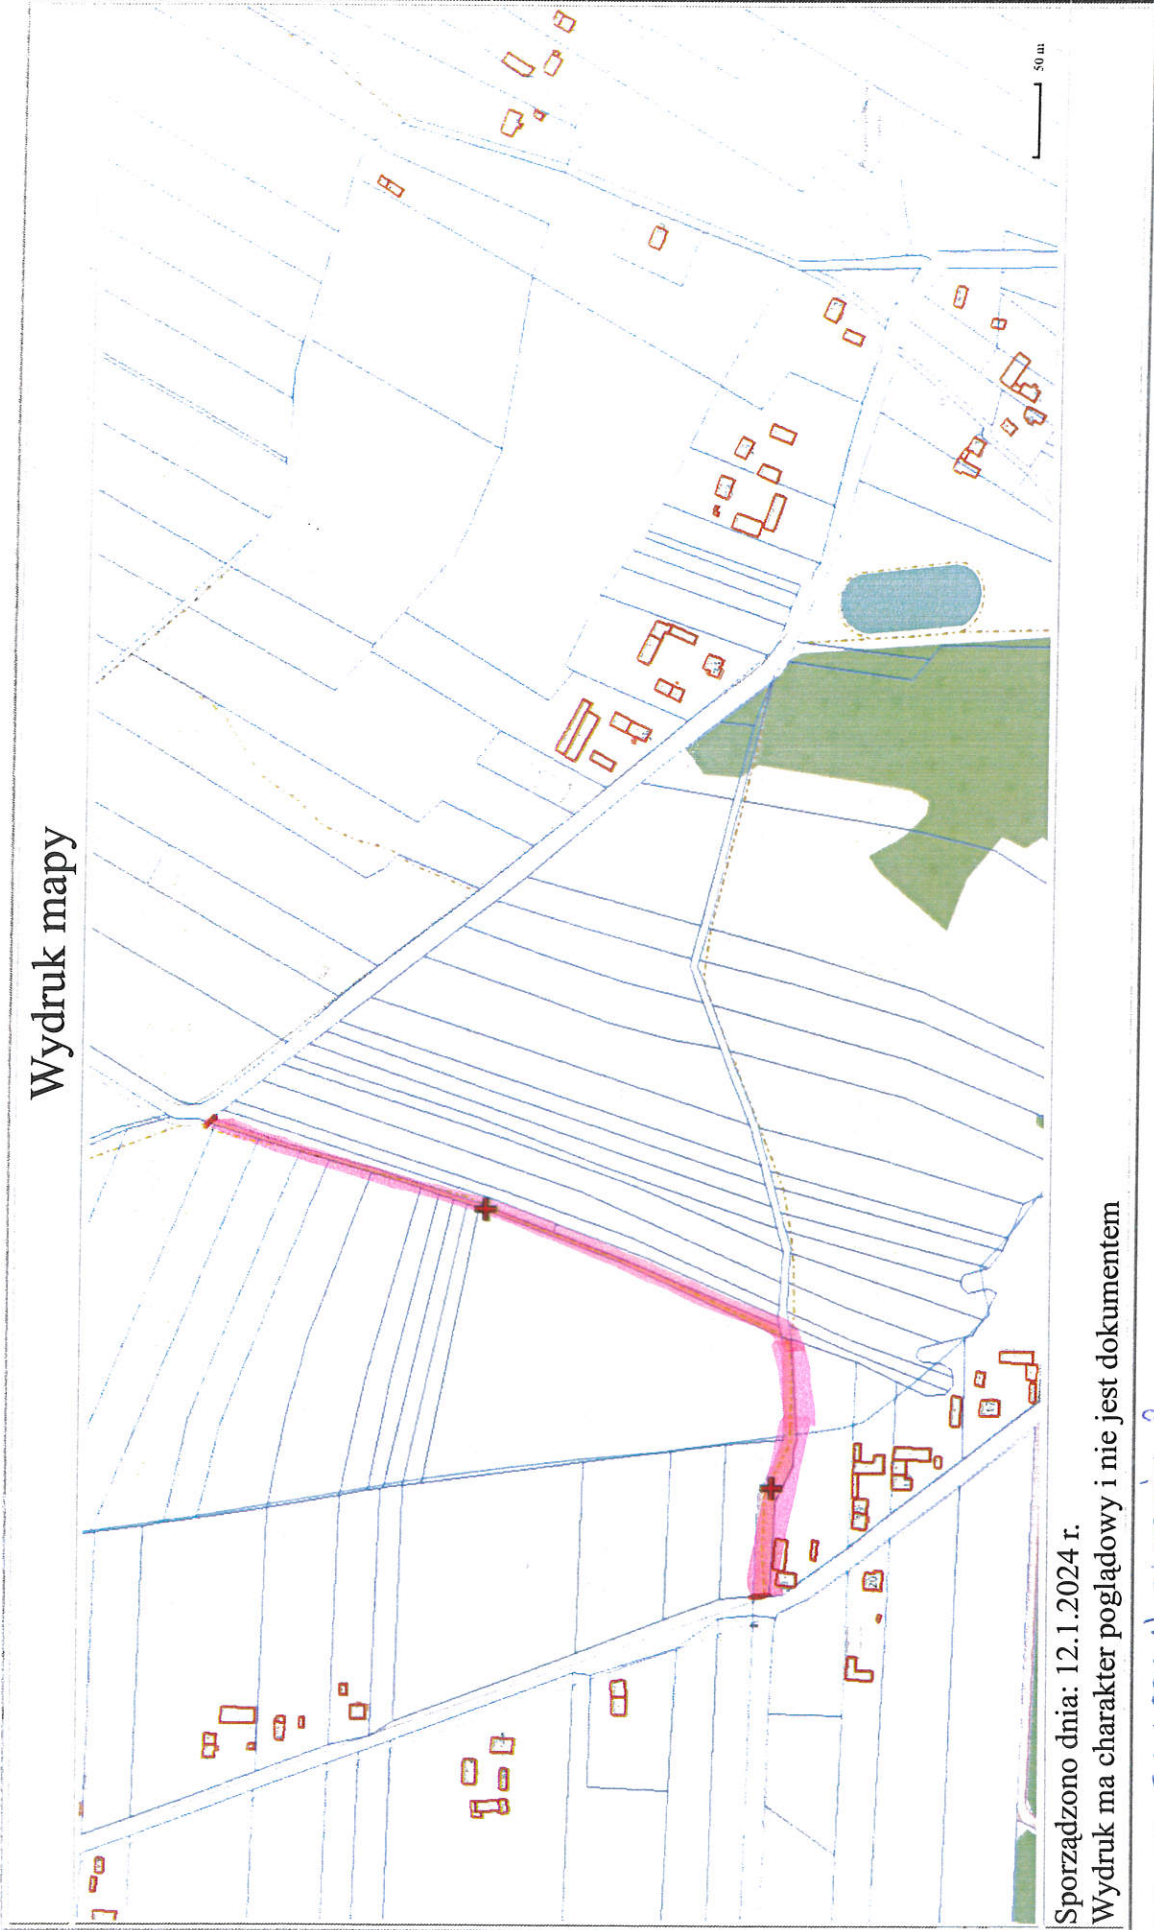 Wydruk mapy
50 m
Sporządzono dnia: 12.1.2024 r.
Wydruk ma charakter poglądowy i nie jest dokumentem